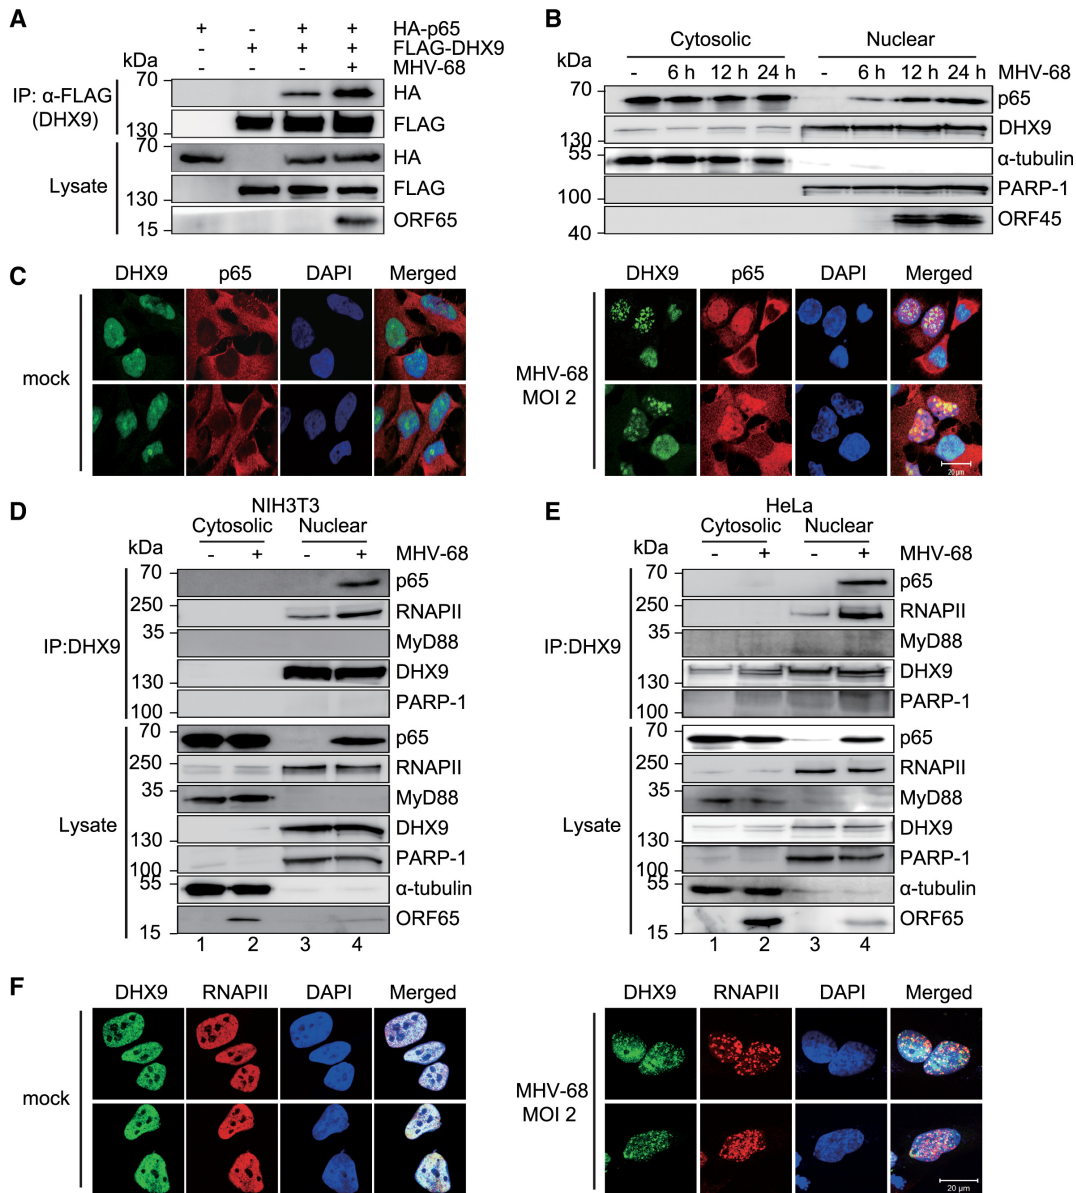 A
+ - + + HA-p65
- + + + FLAG-DHX9
- - - + MHV-68
kDa
IP: α-FLAG
(DHX9)
70 HA
130 FLAG
Lysate
70 HA
130 FLAG
15 ORF65
B
Cytosolic Nuclear
kDa - 6 h 12 h 24 h - 6 h 12 h 24 h MHV-68
70 p65
130 DHX9
55 α-tubulin
100 PARP-1
40 ORF45
C
DHX9 p65 DAPI Merged
mock
DHX9 p65 DAPI Merged
MHV-68
MOI 2
20 μm
D
NIH3T3
Cytosolic Nuclear
kDa - + - + MHV-68
IP:DHX9
70 p65
250 RNAPII
35 MyD88
130 DHX9
100 PARP-1
Lysate
70 p65
250 RNAPII
35 MyD88
130 DHX9
100 PARP-1
55 α-tubulin
15 ORF65
1 2 3 4
E
HeLa
Cytosolic Nuclear
kDa - + - + MHV-68
IP:DHX9
70 p65
250 RNAPII
35 MyD88
130 DHX9
100 PARP-1
Lysate
70 p65
250 RNAPII
35 MyD88
130 DHX9
100 PARP-1
55 α-tubulin
15 ORF65
1 2 3 4
F
DHX9 RNAPII DAPI Merged
mock
DHX9 RNAPII DAPI Merged
MHV-68
MOI 2
20 μm